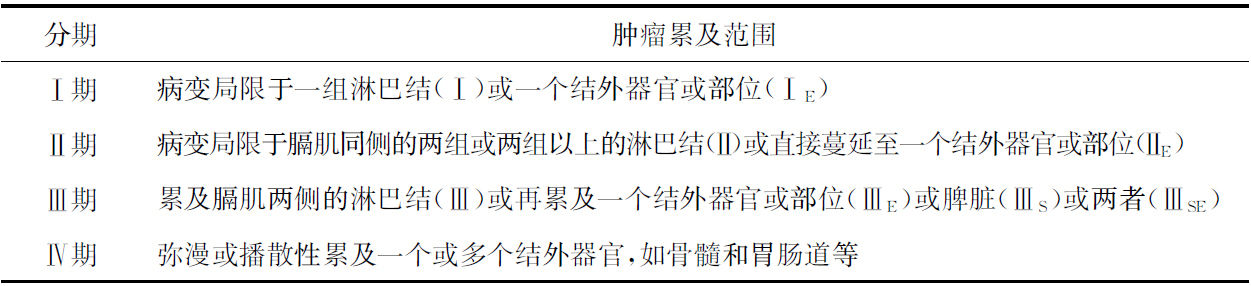 分期 肿瘤累及范围
Ⅰ期 病变局限于一组淋巴结(Ⅰ)或一个结外器官或部位(ⅠE)
Ⅱ期 病变局限于膈肌同侧的两组或两组以上的淋巴结(Ⅱ)或直接蔓延至一个结外器官或部位(ⅡE)
Ⅲ期 累及膈肌两侧的淋巴结(Ⅲ)或再累及一个结外器官或部位(ⅢE)或脾脏(ⅢS)或两者(ⅢSE)
Ⅳ期 弥漫或播散性累及一个或多个结外器官,如骨髓和胃肠道等